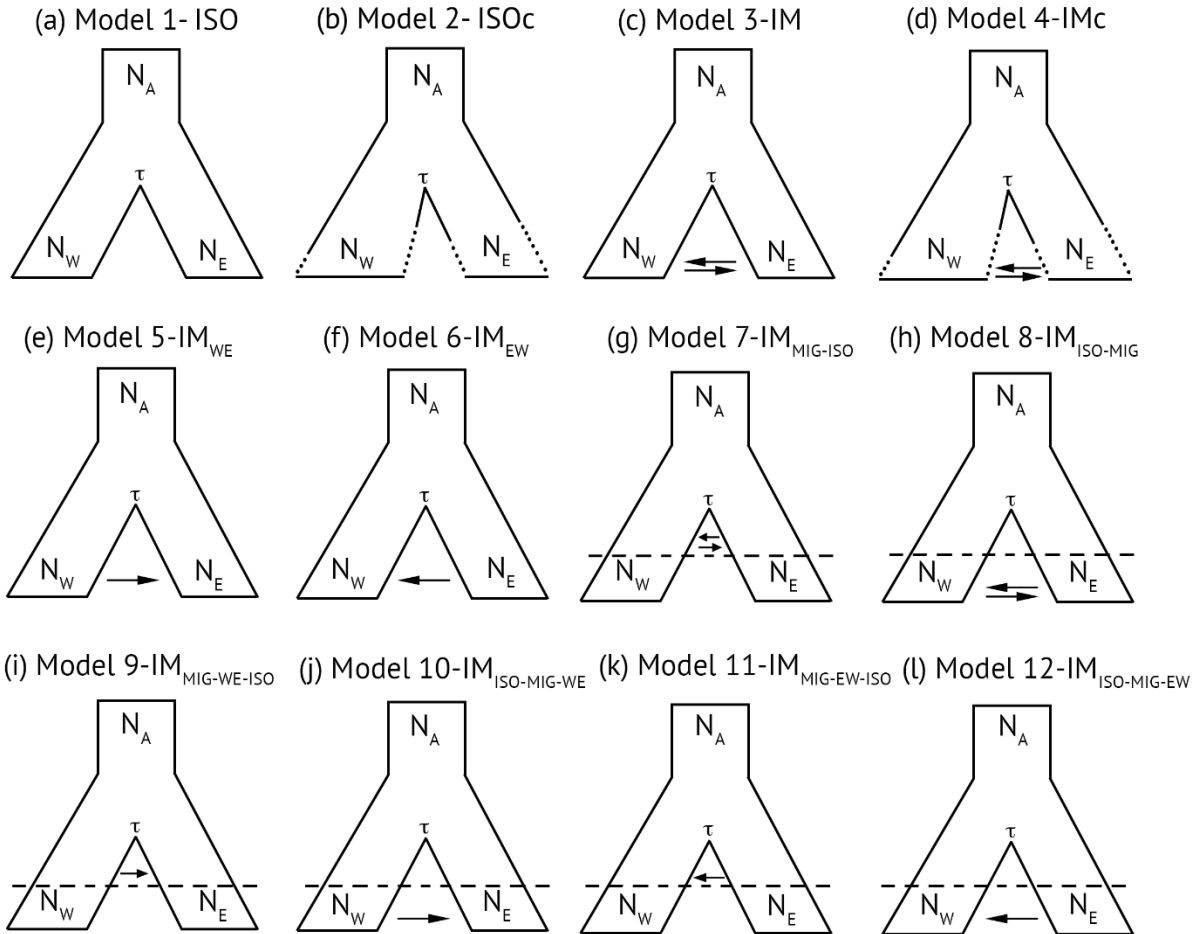 (a) Model 1- ISO
(b) Model 2- ISOc
(c) Model 3-IM
(d) Model 4-IMc
N_A
N_A
N_A
N_A
τ
τ
τ
τ
N_W N_E
N_W N_E
N_W N_E
N_W N_E
(e) Model 5-IM_WE
(f) Model 6-IM_EW
(g) Model 7-IM_MIG-ISO
(h) Model 8-IM_ISO-MIG
N_A
N_A
N_A
N_A
τ
τ
τ
τ
N_W N_E
N_W N_E
N_W N_E
N_W N_E
(i) Model 9-IM_MIG-WE-ISO
(j) Model 10-IM_ISO-MIG-WE
(k) Model 11-IM_MIG-EW-ISO
(l) Model 12-IM_ISO-MIG-EW
N_A
N_A
N_A
N_A
τ
τ
τ
τ
N_W N_E
N_W N_E
N_W N_E
N_W N_E